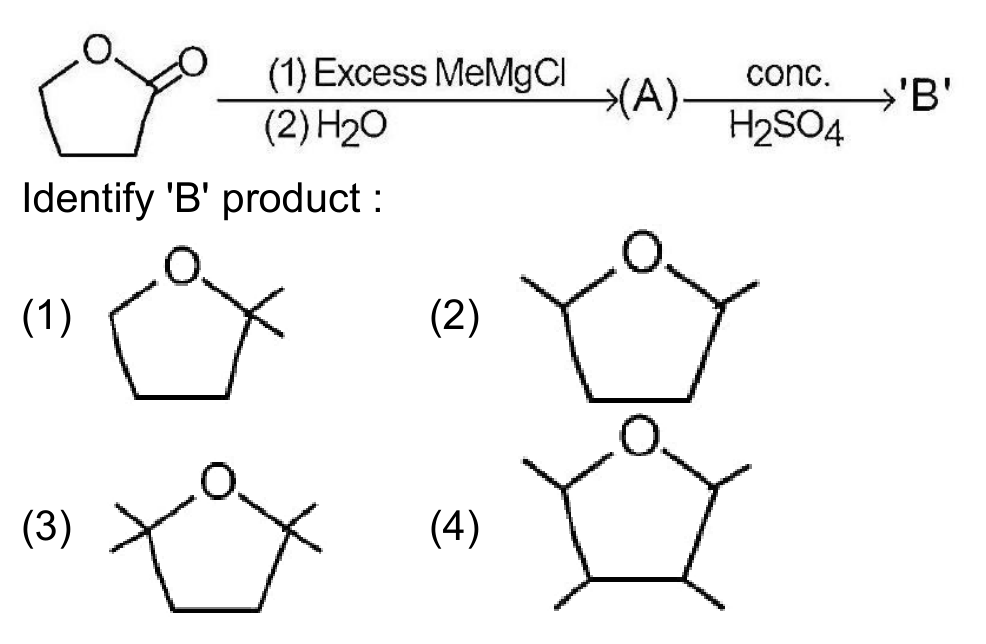 O
O
(1) Excess MeMgCl
(2) H2O
(A)
conc.
H2SO4
'B'
Identify 'B' product :
(1)
O
(2)
O
(3)
O
(4)
O